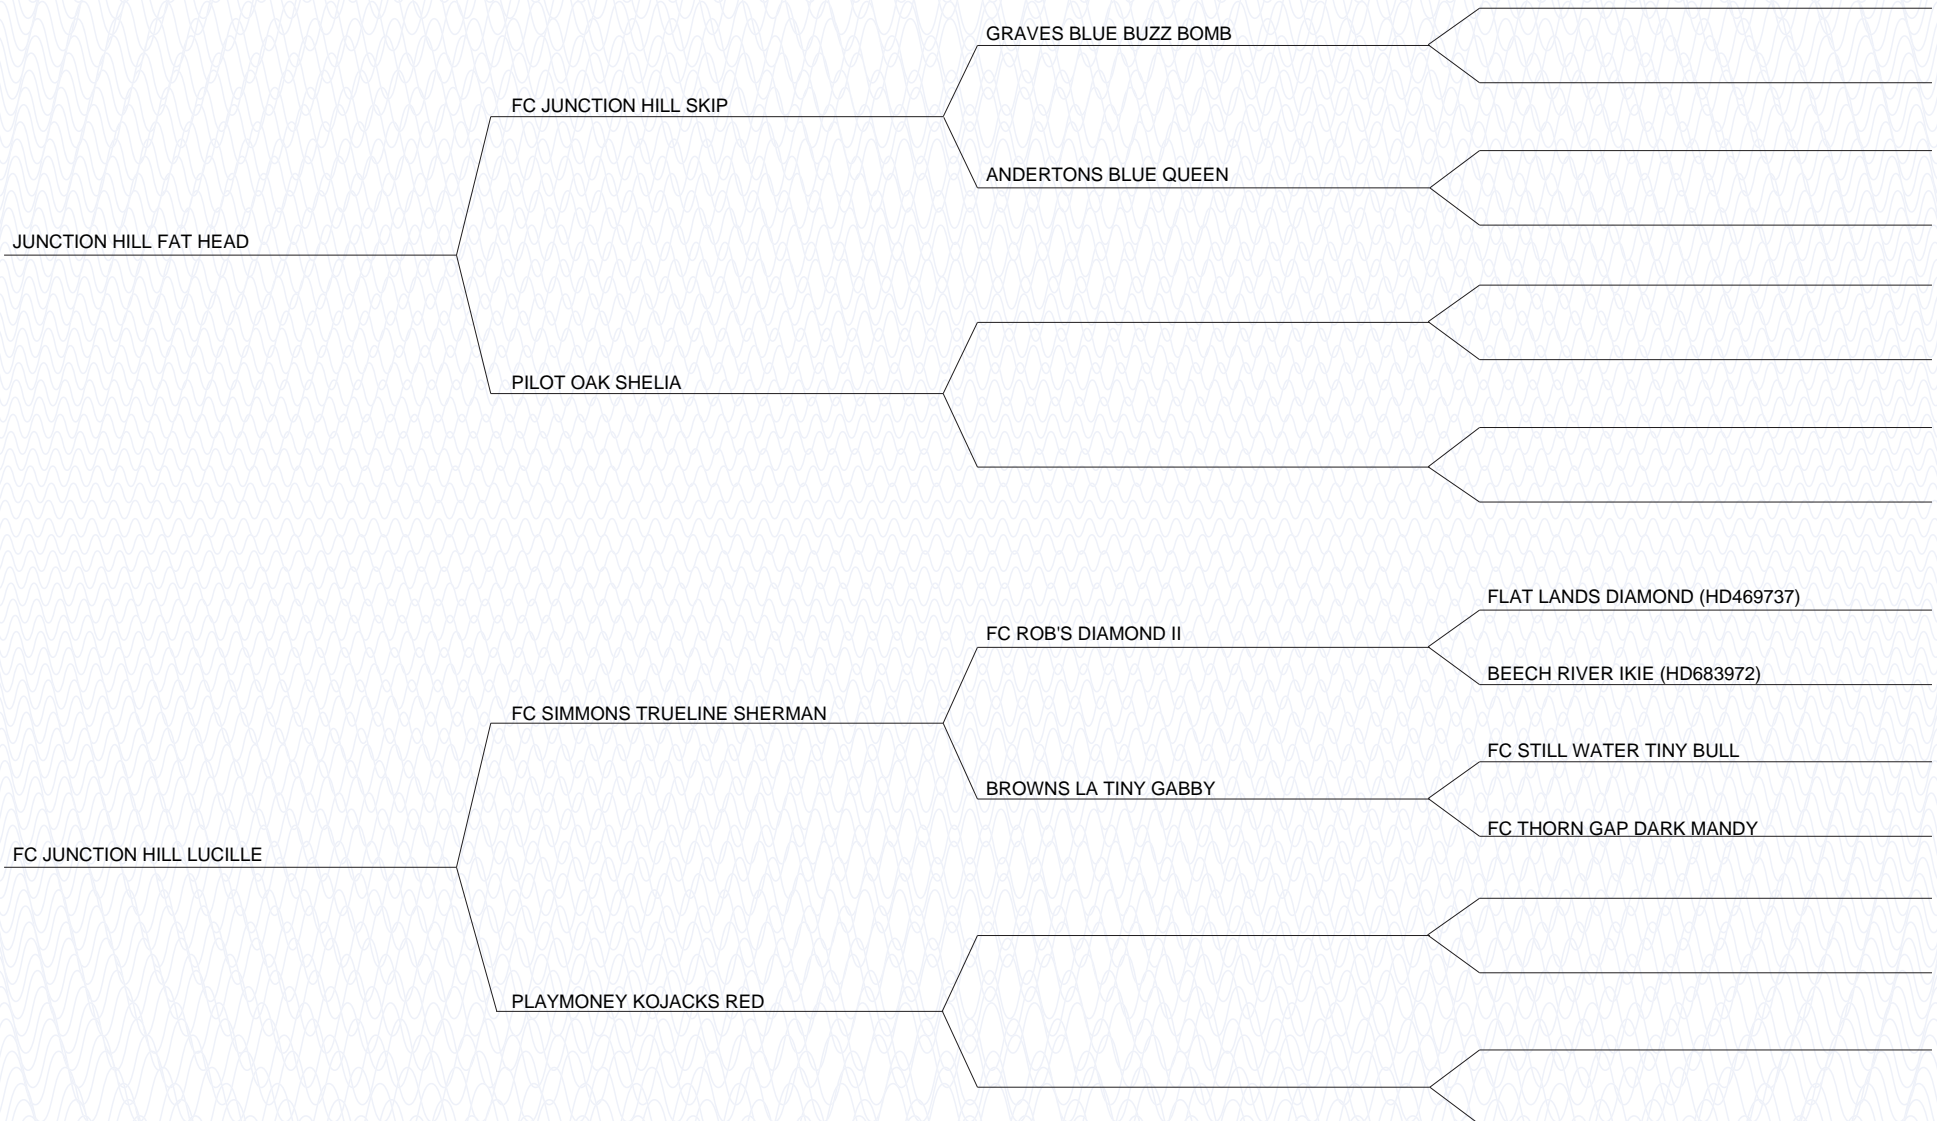 GRAVES BLUE BUZZ BOMB
FC JUNCTION HILL SKIP
ANDERTONS BLUE QUEEN
JUNCTION HILL FAT HEAD
PILOT OAK SHELIA
FLAT LANDS DIAMOND (HD469737)
FC ROB'S DIAMOND II
BEECH RIVER IKIE (HD683972)
FC SIMMONS TRUELINE SHERMAN
FC STILL WATER TINY BULL
BROWNS LA TINY GABBY
FC THORN GAP DARK MANDY
FC JUNCTION HILL LUCILLE
PLAYMONEY KOJACKS RED